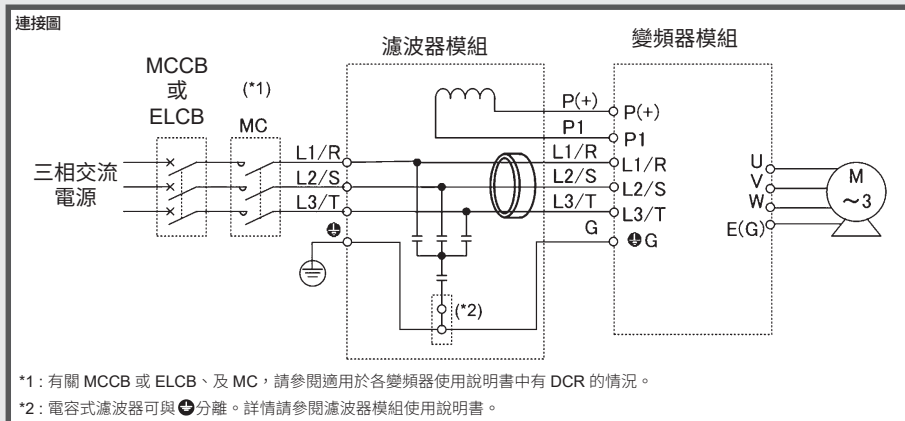 連接圖
濾波器模組
變頻器模組
MCCB
或
ELCB
(*1)
MC
三相交流
電源
L1/R
L2/S
L3/T
P(+)
P1
L1/R
L2/S
L3/T
G
(*2)
P(+)
P1
L1/R
L2/S
L3/T
G
U
V
W
E(G)
M
～3
*1 : 有關 MCCB 或 ELCB、及 MC，請參閱適用於各變頻器使用說明書中有 DCR 的情況。
*2 : 電容式濾波器可與分離。詳情請參閱濾波器模組使用說明書。